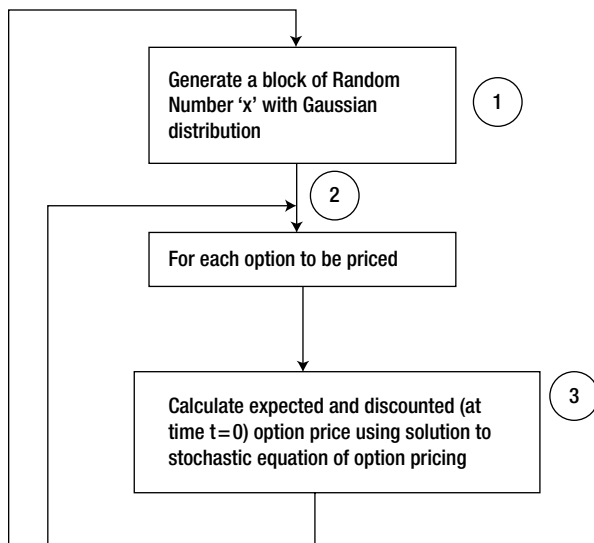 Generate a block of Random
Number ‘x’ with Gaussian
distribution
1
2
For each option to be priced
3
Calculate expected and discounted (at
time t=0) option price using solution to
stochastic equation of option pricing